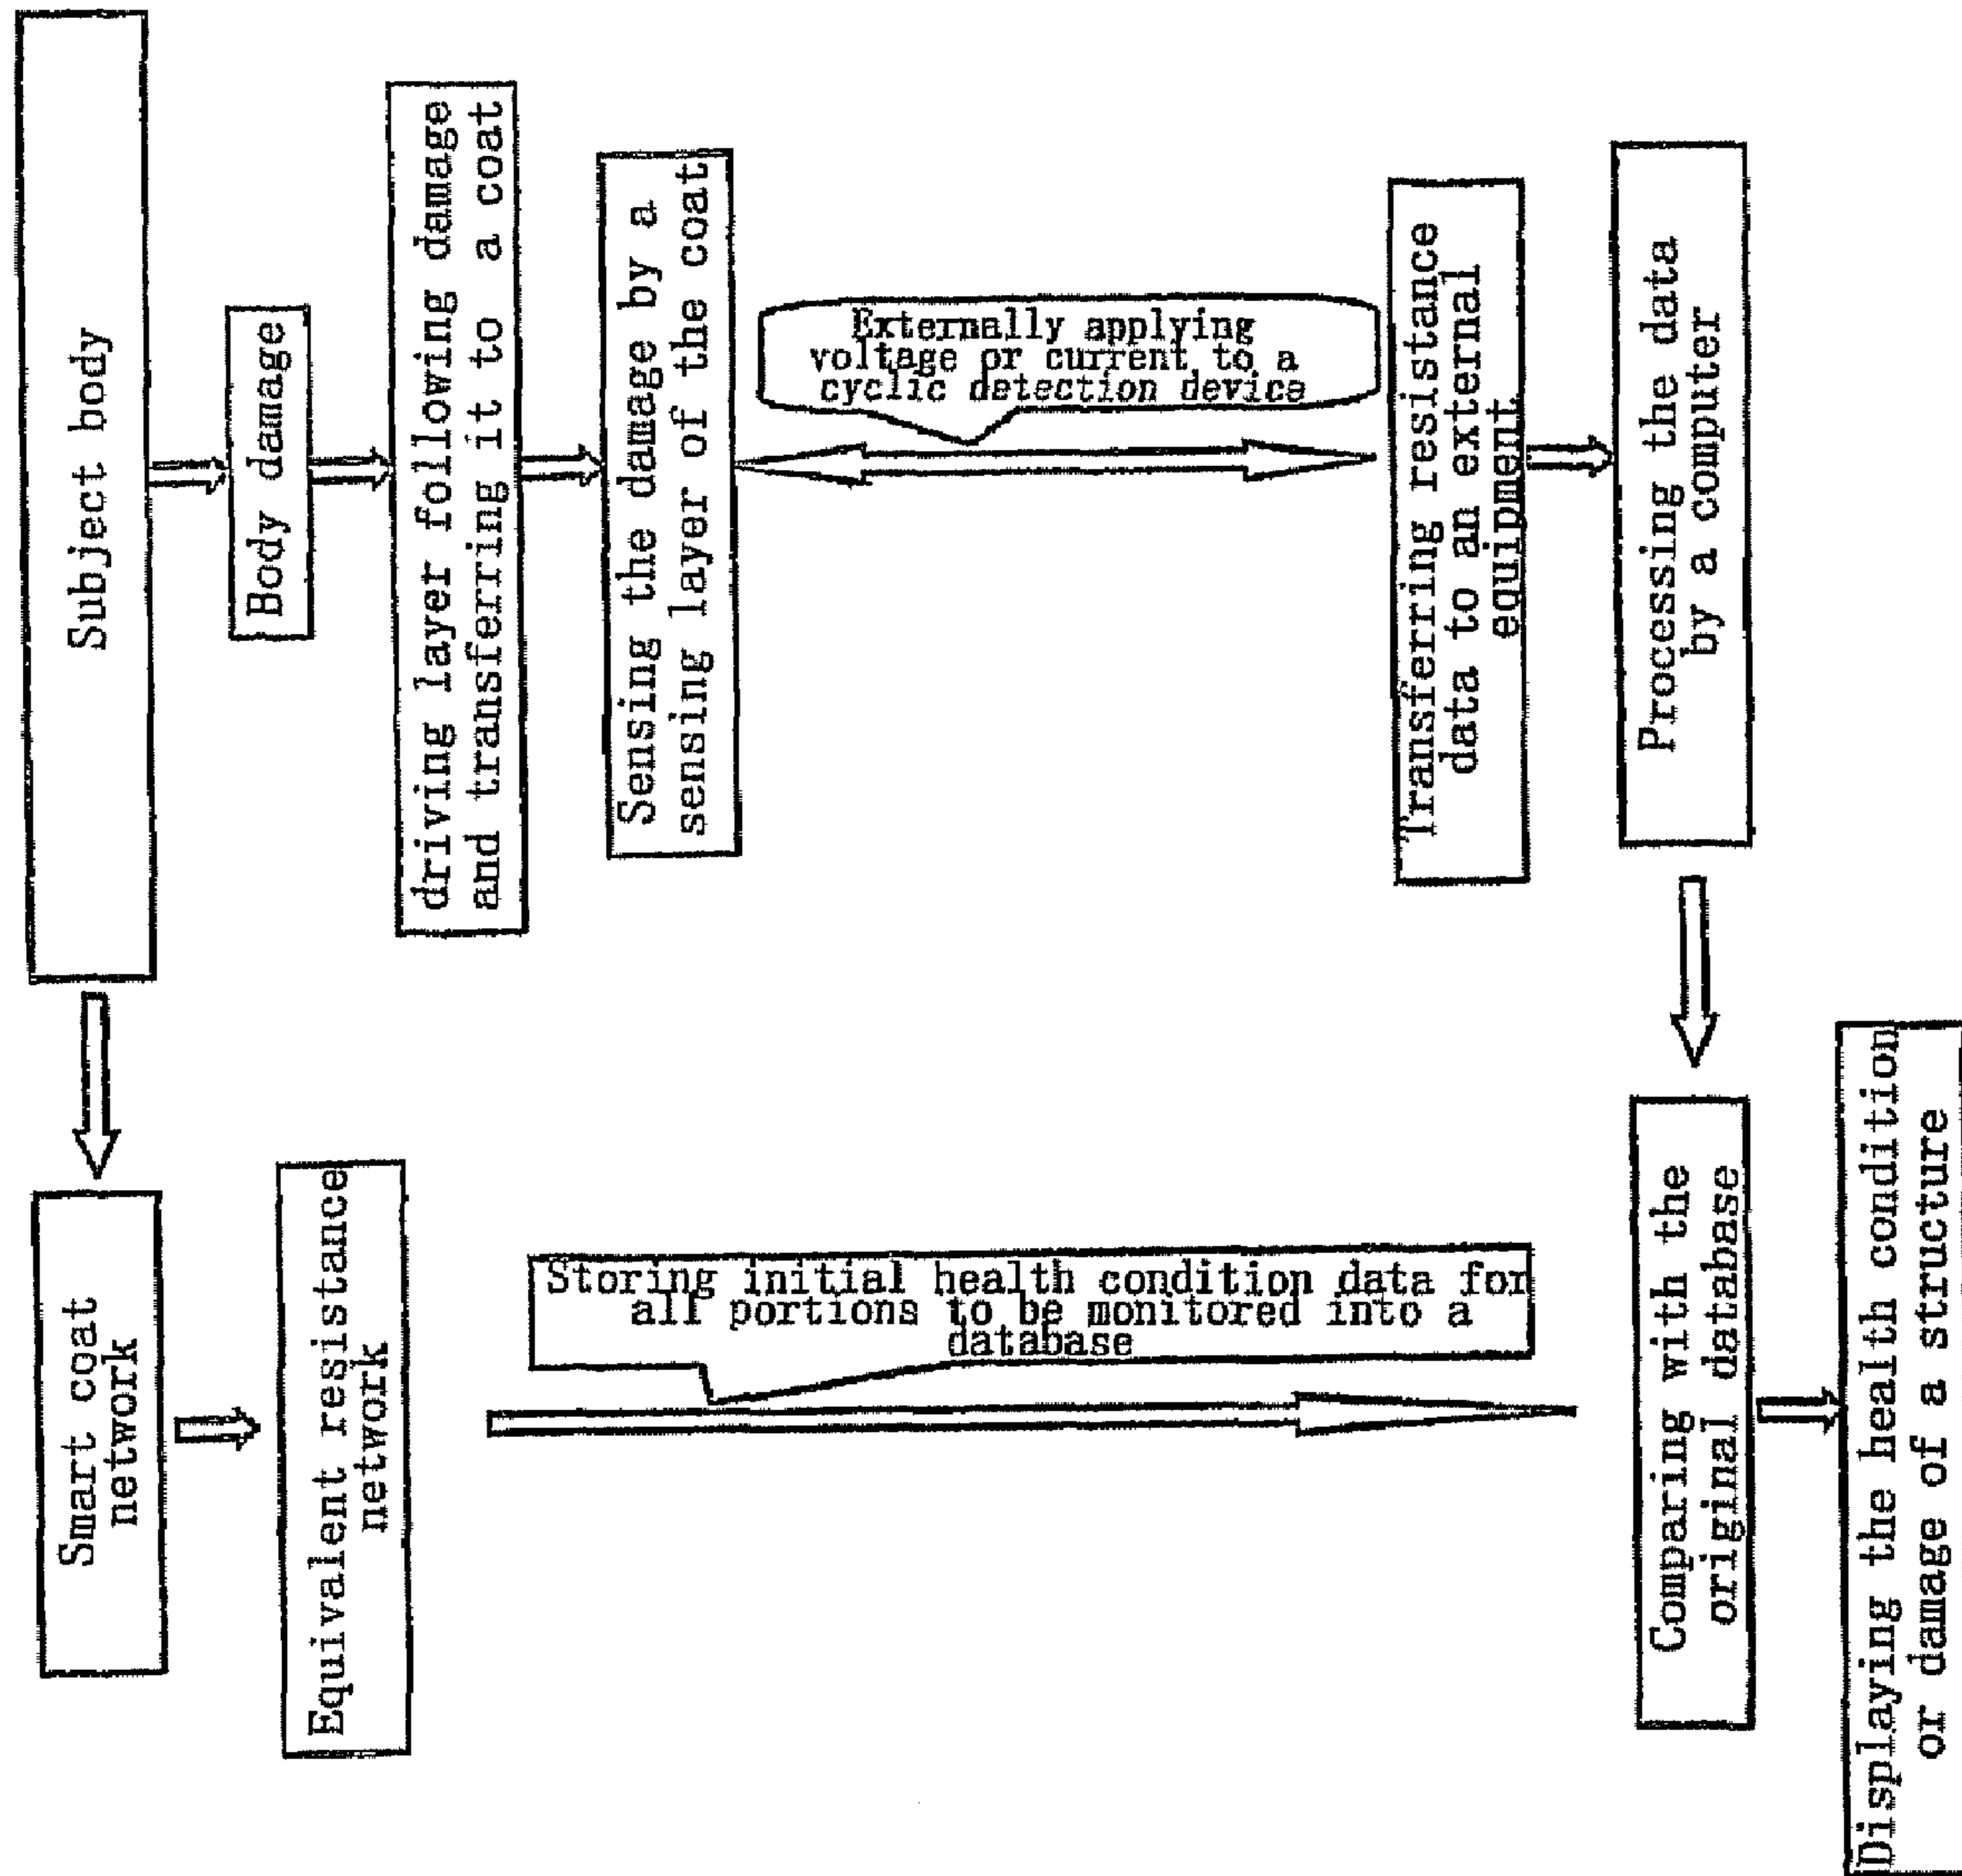 Subject body
Body damage
driving layer following damage
and transferring it to a coat
Sensing the damage by a
sensing layer of the coat
Externally applying
voltage or current to a
cyclic detection device
Transferring resistance
data to an external
equipment
Processing the data
by a computer
Smart coat
network
Equivalent resistance
network
Storing initial health condition data for
all portions to be monitored into a
database
Comparing with the
original database
Displaying the health condition
or damage of a structure